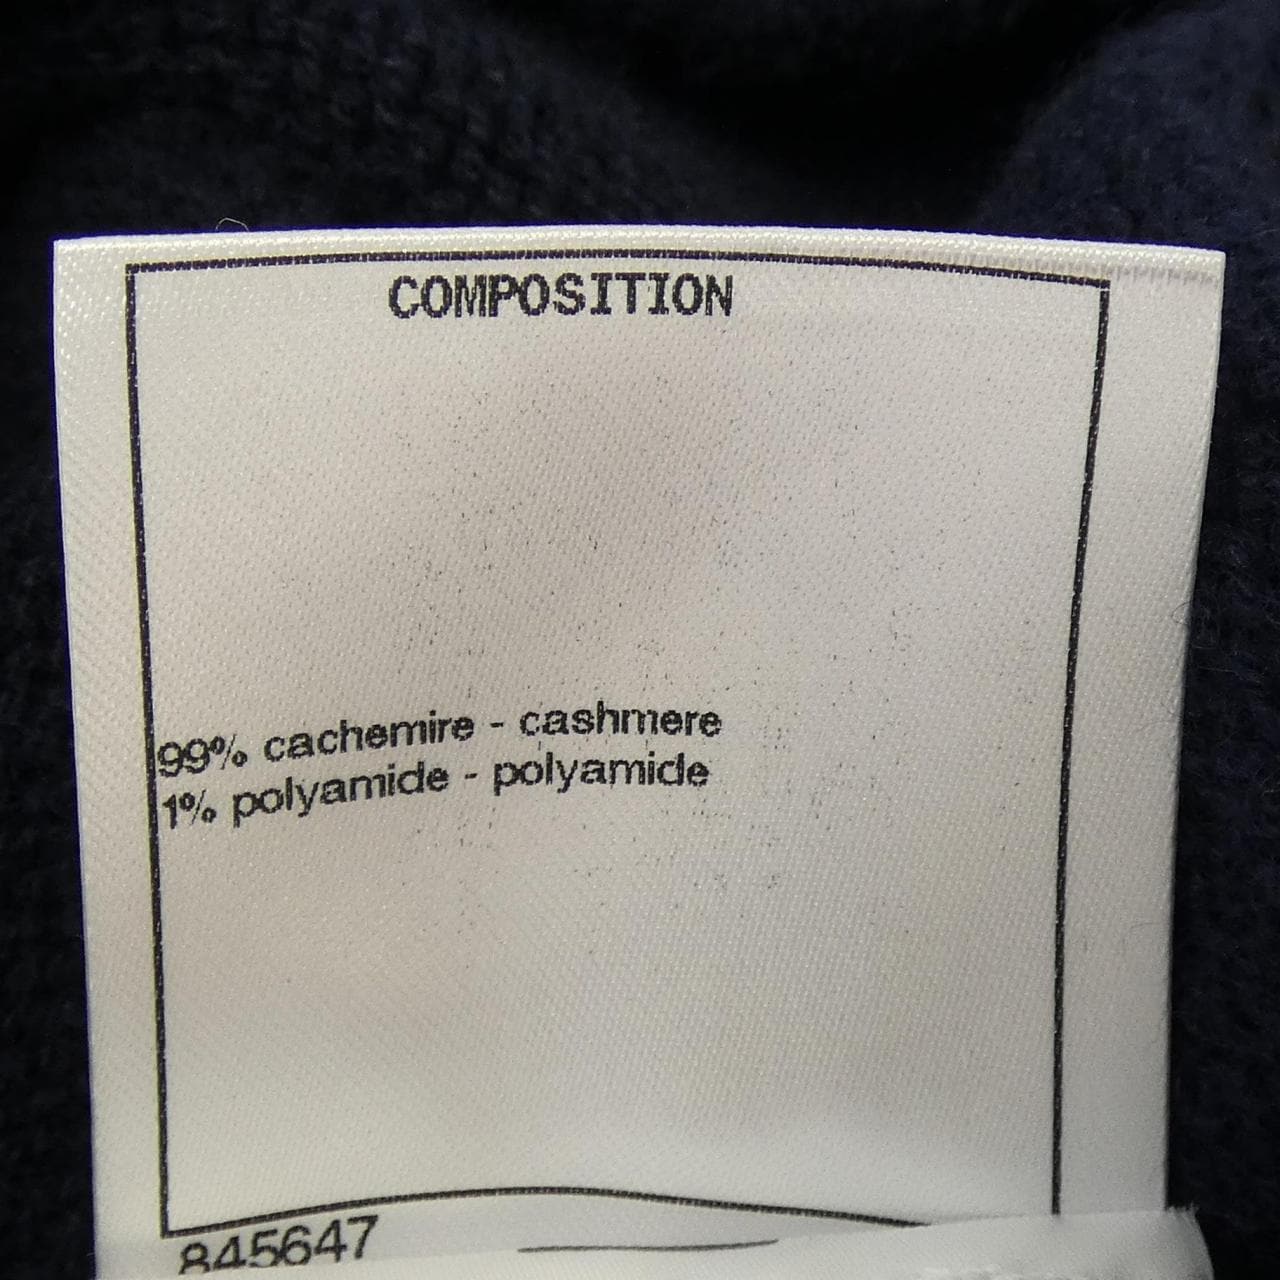 COMPOSITION
99% cachemire - cashmere
1% polyamide - polyamide
845647